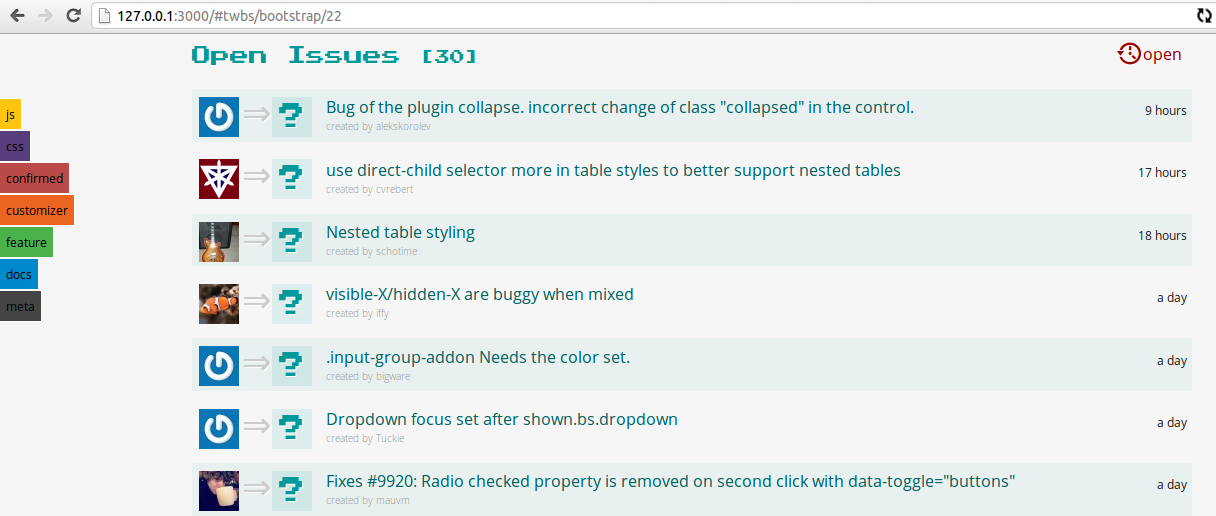 127.0.0.1:3000/#twbs/bootstrap/22
Open Issues [30]
open
js
css
confirmed
customizer
feature
docs
meta
? Bug of the plugin collapse. incorrect change of class "collapsed" in the control. 9 hours
created by alekskorolev
? use direct-child selector more in table styles to better support nested tables 17 hours
created by cvrebert
? Nested table styling 18 hours
created by schotime
? visible-X/hidden-X are buggy when mixed a day
created by iffy
? .input-group-addon Needs the color set. a day
created by bigware
? Dropdown focus set after shown.bs.dropdown a day
created by Tuckie
? Fixes #9920: Radio checked property is removed on second click with data-toggle="buttons" a day
created by mauvm